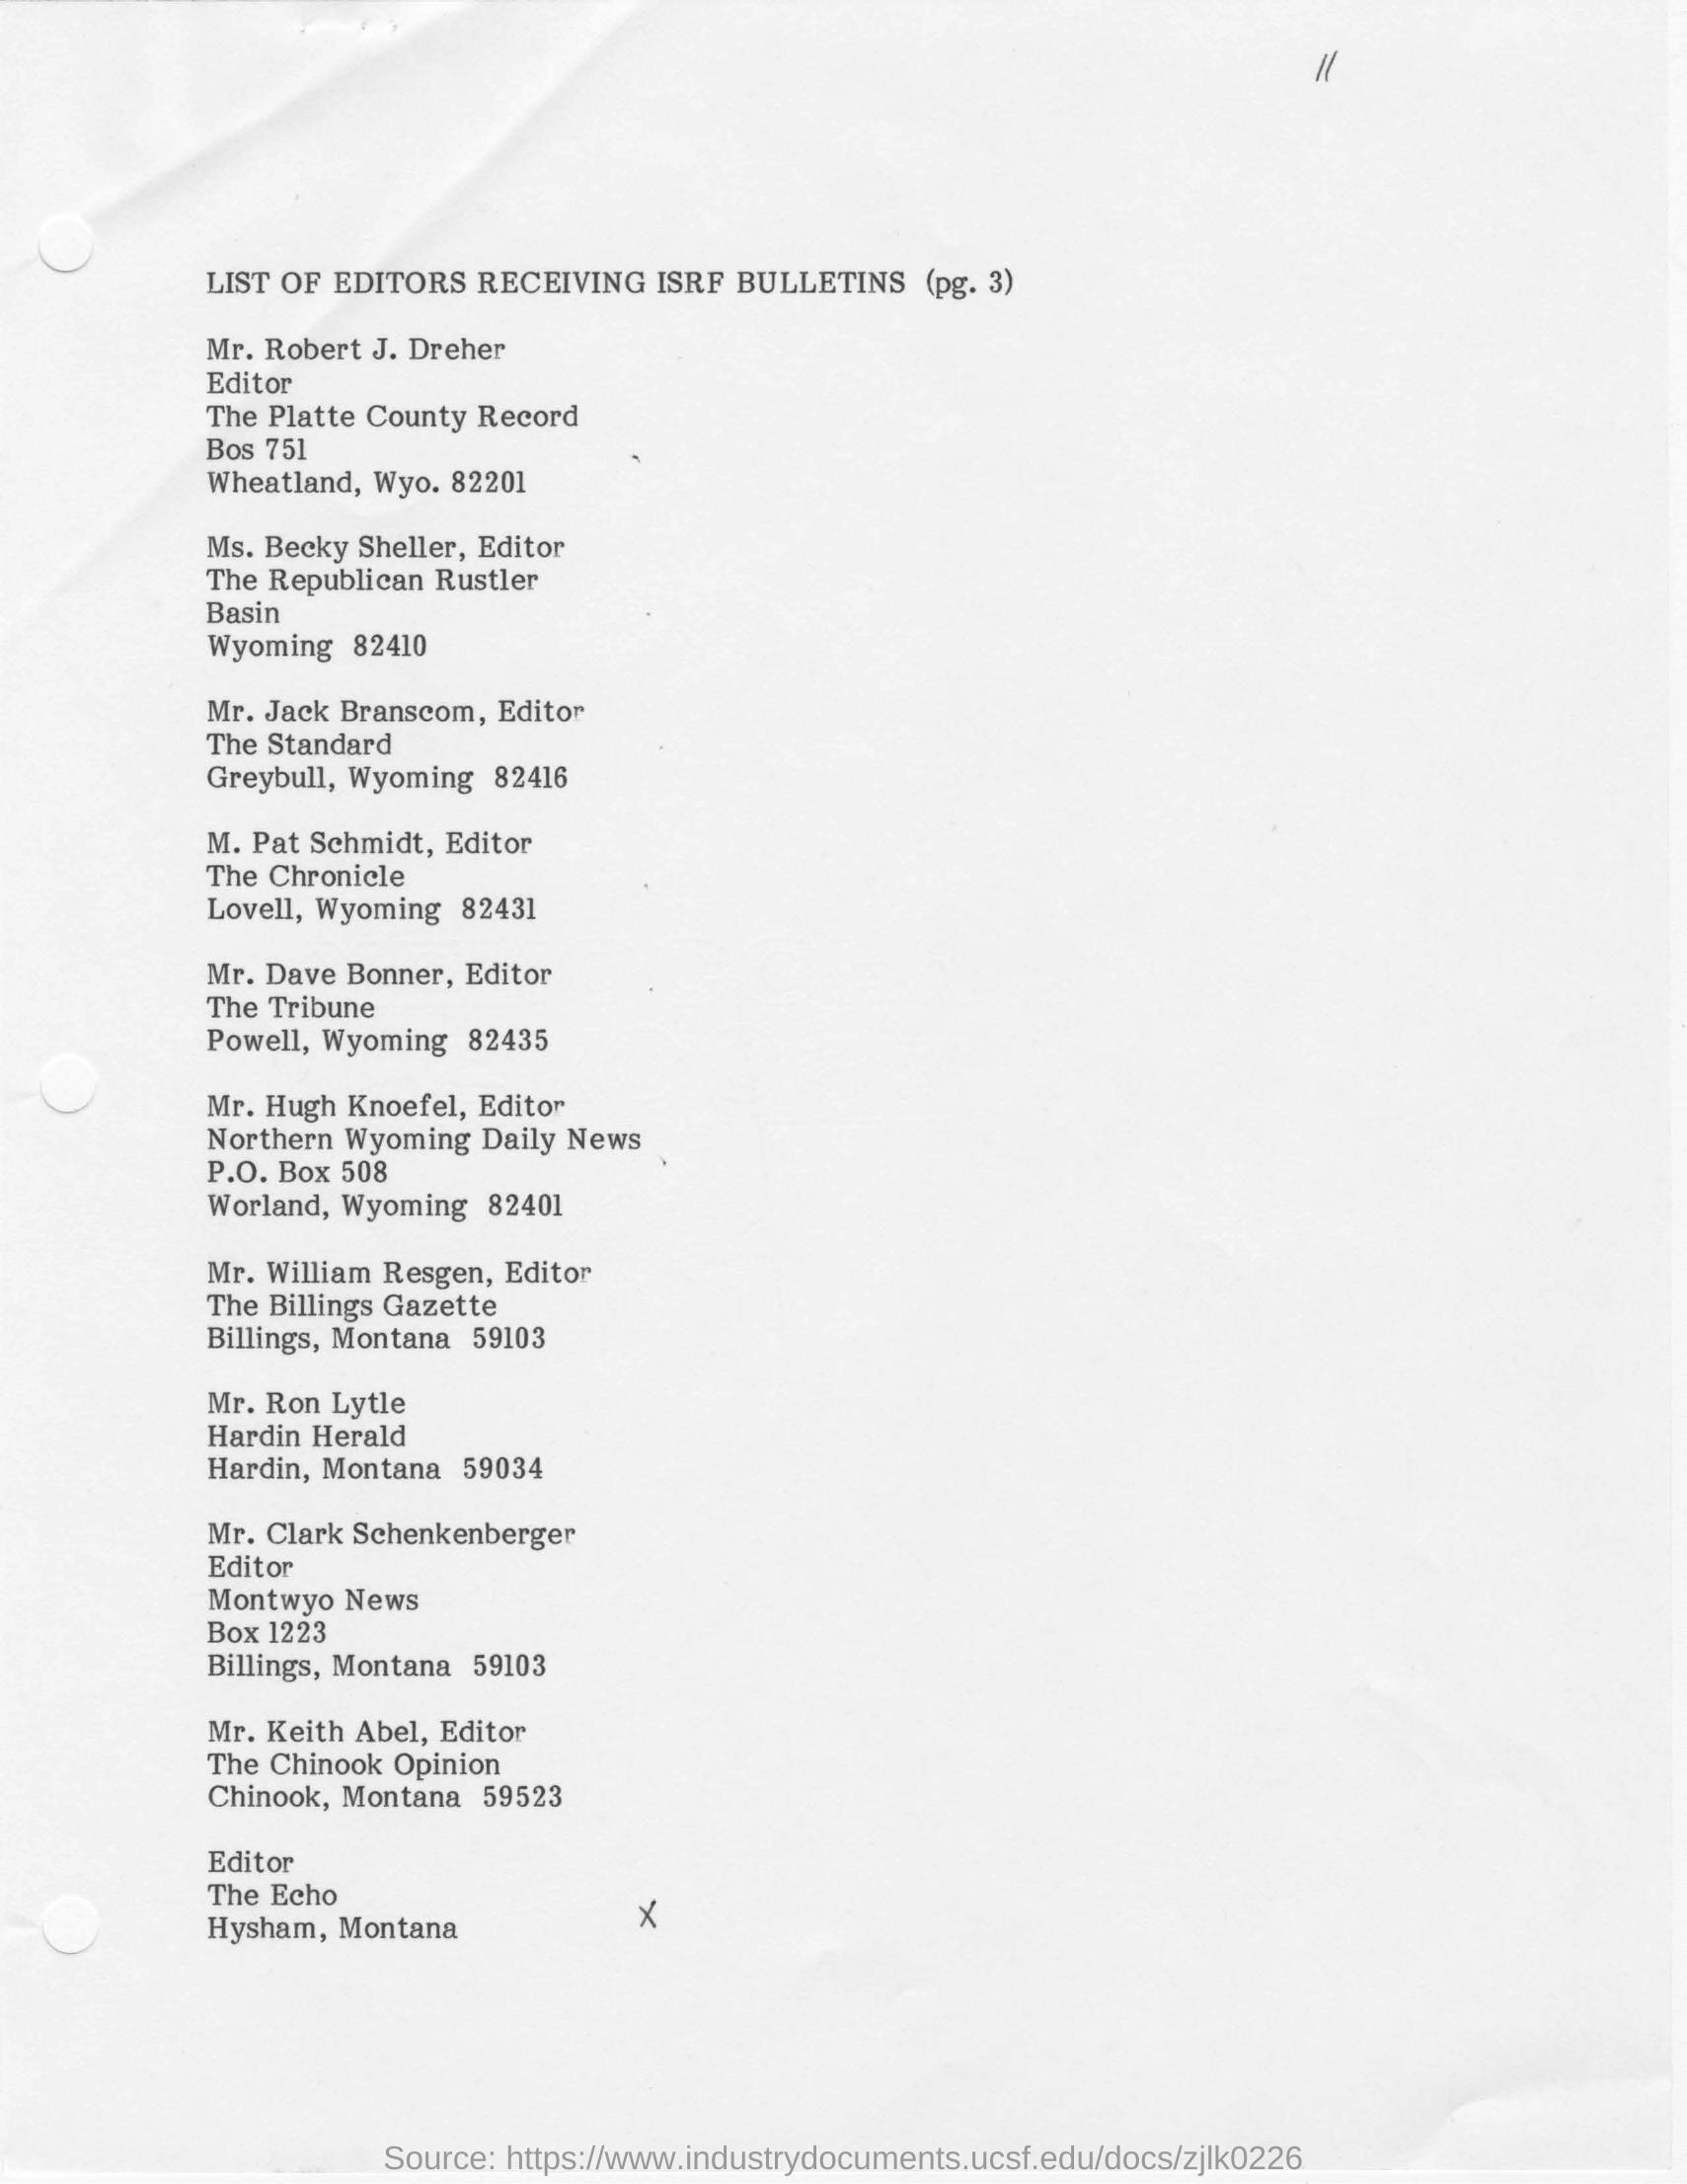 11
LIST OF EDITORS RECEIVING ISRF BULLETINS (pg. 3)
Mr. Robert J. Dreher
Editor
The Platte County Record
Bos 751
Wheatland, Wyo. 82201
Ms. Becky Sheller, Editor
The Republican Rustler
Basin
Wyoming 82410
Mr. Jack Branscom, Editor
The Standard
Greybull, Wyoming 82416
M. Pat Schmidt, Editor
The Chronicle
Lovell, Wyoming 82431
Mr. Dave Bonner, Editor
The Tribune
Powell, Wyoming 82435
Mr. Hugh Knoefel, Editor
Northern Wyoming Daily News
P.O. Box 508
Worland, Wyoming 82401
Mr. William Resgen, Editor
The Billings Gazette
Billings, Montana 59103
Mr. Ron Lytle
Hardin Herald
Hardin, Montana 59034
Mr. Clark Schenkenberger
Editor
Montwyo News
Box 1223
Billings, Montana 59103
Mr. Keith Abel, Editor
The Chinook Opinion
Chinook, Montana 59523
Editor
The Echo
Hysham, Montana X
Source: https://www.industrydocuments.ucsf.edu/docs/zjlk0226